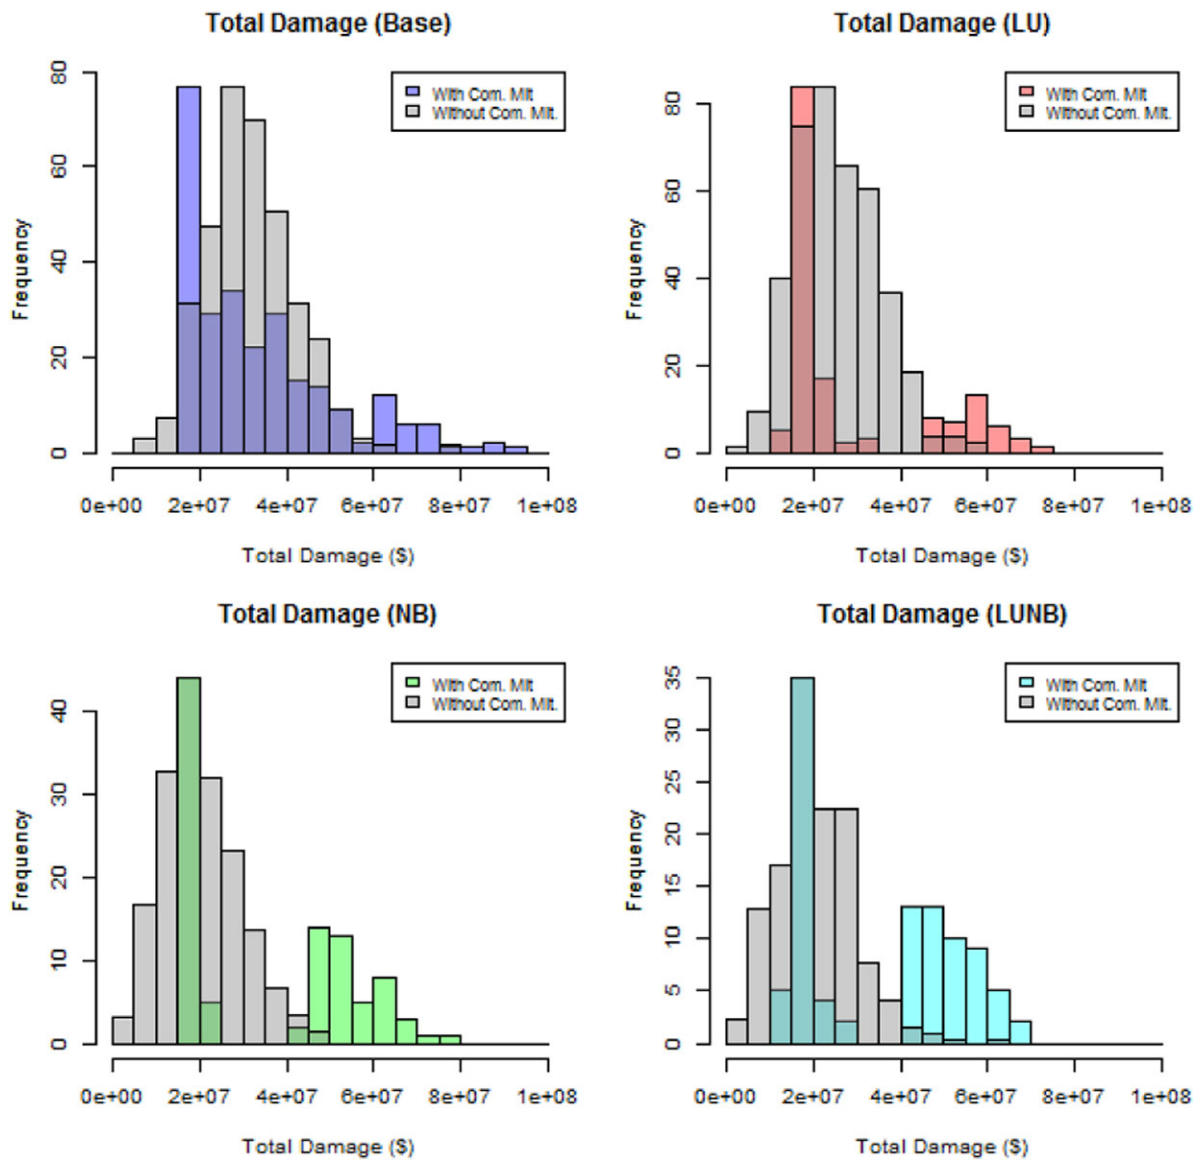 Total Damage (Base)
80
60
40
20
0
Frequency
With Com. Mit
Without Com. Mit.
0e+00 2e+07 4e+07 6e+07 8e+07 1e+08
Total Damage ($)
Total Damage (LU)
80
60
40
20
0
Frequency
With Com. Mit
Without Com. Mit.
0e+00 2e+07 4e+07 6e+07 8e+07 1e+08
Total Damage ($)
Total Damage (NB)
40
30
20
10
0
Frequency
With Com. Mit
Without Com. Mit.
0e+00 2e+07 4e+07 6e+07 8e+07 1e+08
Total Damage ($)
Total Damage (LUNB)
35
30
25
20
15
10
5
0
Frequency
With Com. Mit
Without Com. Mit.
0e+00 2e+07 4e+07 6e+07 8e+07 1e+08
Total Damage ($)